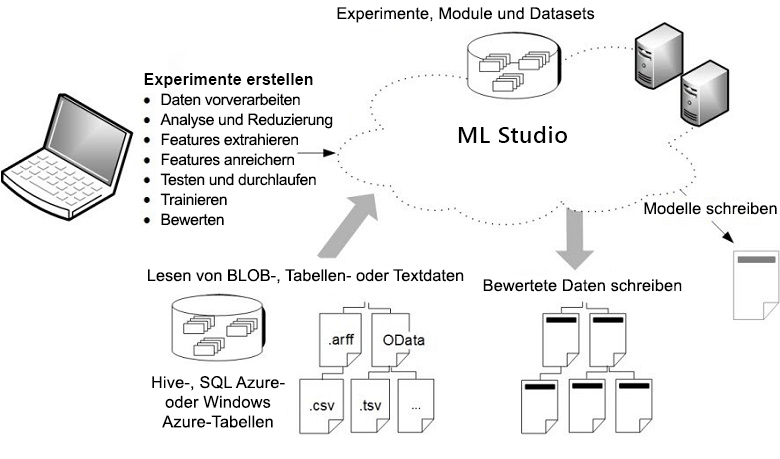 Experimente, Module und Datasets
Experimente erstellen
• Daten vorverarbeiten
• Analyse und Reduzierung
• Features extrahieren
• Features anreichern
• Testen und durchlaufen
• Trainieren
• Bewerten
ML Studio
Modelle schreiben
Lesen von BLOB-, Tabellen- oder Textdaten
Bewertete Daten schreiben
.arff
OData
.csv
.tsv
...
Hive-, SQL Azure-
oder Windows
Azure-Tabellen